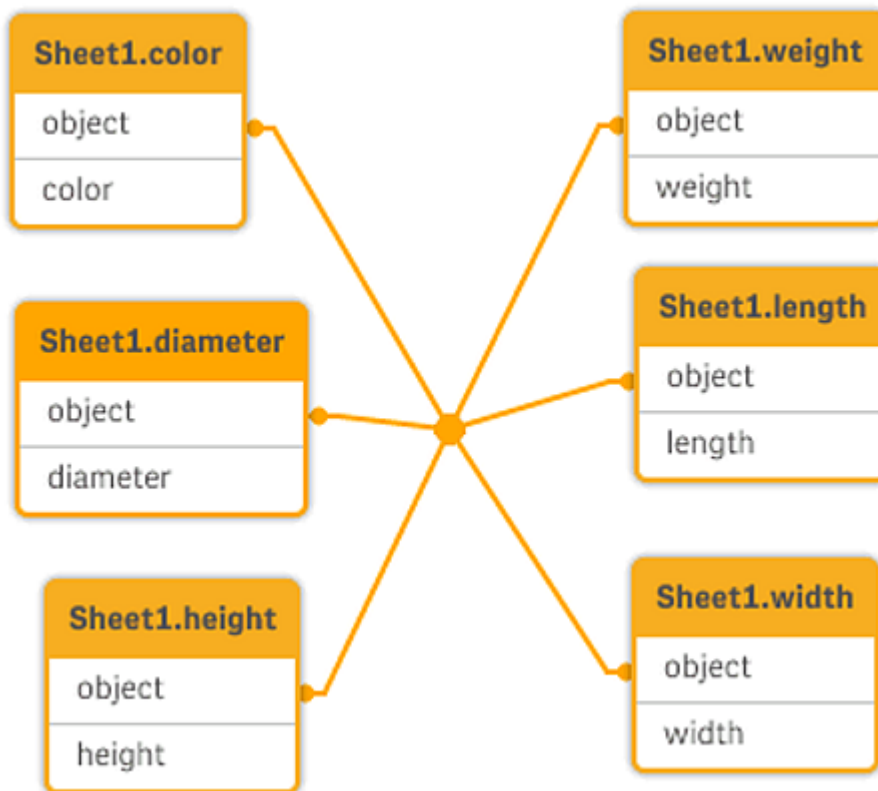 Sheet1.color
object
color
Sheet1.weight
object
weight
Sheet1.diameter
object
diameter
Sheet1.length
object
length
Sheet1.height
object
height
Sheet1.width
object
width